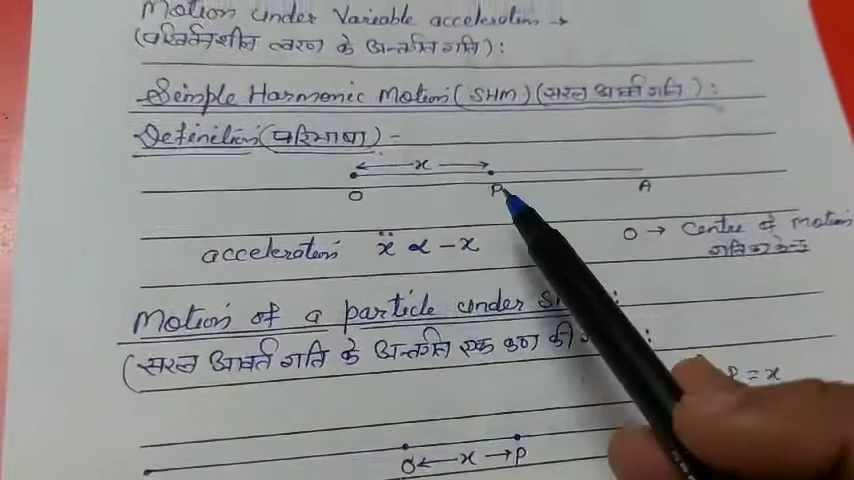 Motion under Variable acceleration →
(परिवर्तनशील त्वरण के अन्तर्गत गति):
Simple Harmonic Motion (SHM) (सरल आवर्त गति):
Definition (परिभाषा) -
x
O P A
acceleration ẍ ∝ -x
O → Centre of Motion
गति का केन्द्र
Motion of a particle under
(सरल आवर्त गति के अन्तर्गत एक कण की :
P = x
O x P